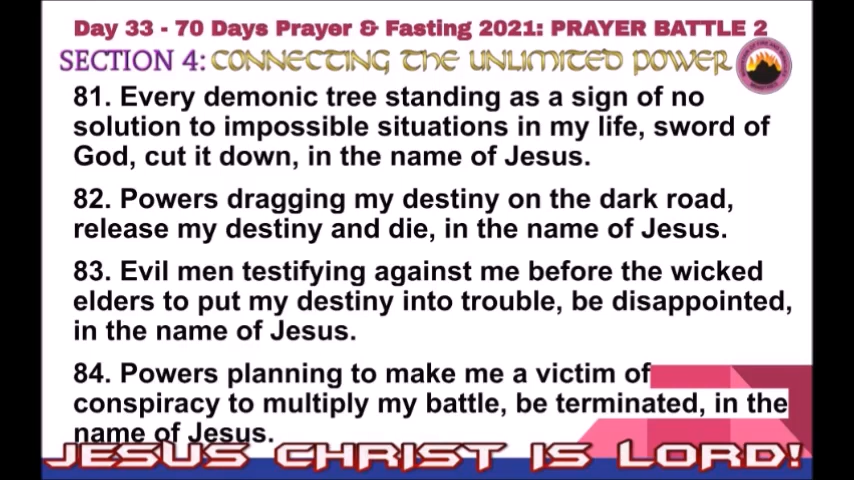 Day 33 - 70 Days Prayer & Fasting 2021: PRAYER BATTLE 2
SECTION 4: CONNECTING THE UNLIMITED POWER
81. Every demonic tree standing as a sign of no
solution to impossible situations in my life, sword of
God, cut it down, in the name of Jesus.
82. Powers dragging my destiny on the dark road,
release my destiny and die, in the name of Jesus.
83. Evil men testifying against me before the wicked
elders to put my destiny into trouble, be disappointed,
in the name of Jesus.
84. Powers planning to make me a victim of
conspiracy to multiply my battle, be terminated, in the
name of Jesus.
JESUS CHRIST IS LORD!